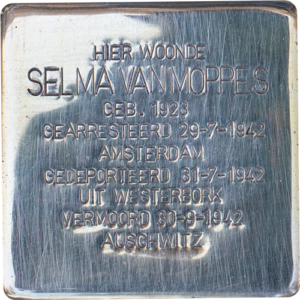 HIER WOONDE
SELMA VAN MOPPES
GEB. 1923
GEARRESTEERD 29-7-1942
AMSTERDAM
GEDEPORTEERD 31-7-1942
UIT WESTERBORK
VERMOORD 30-9-1942
AUSCHWITZ